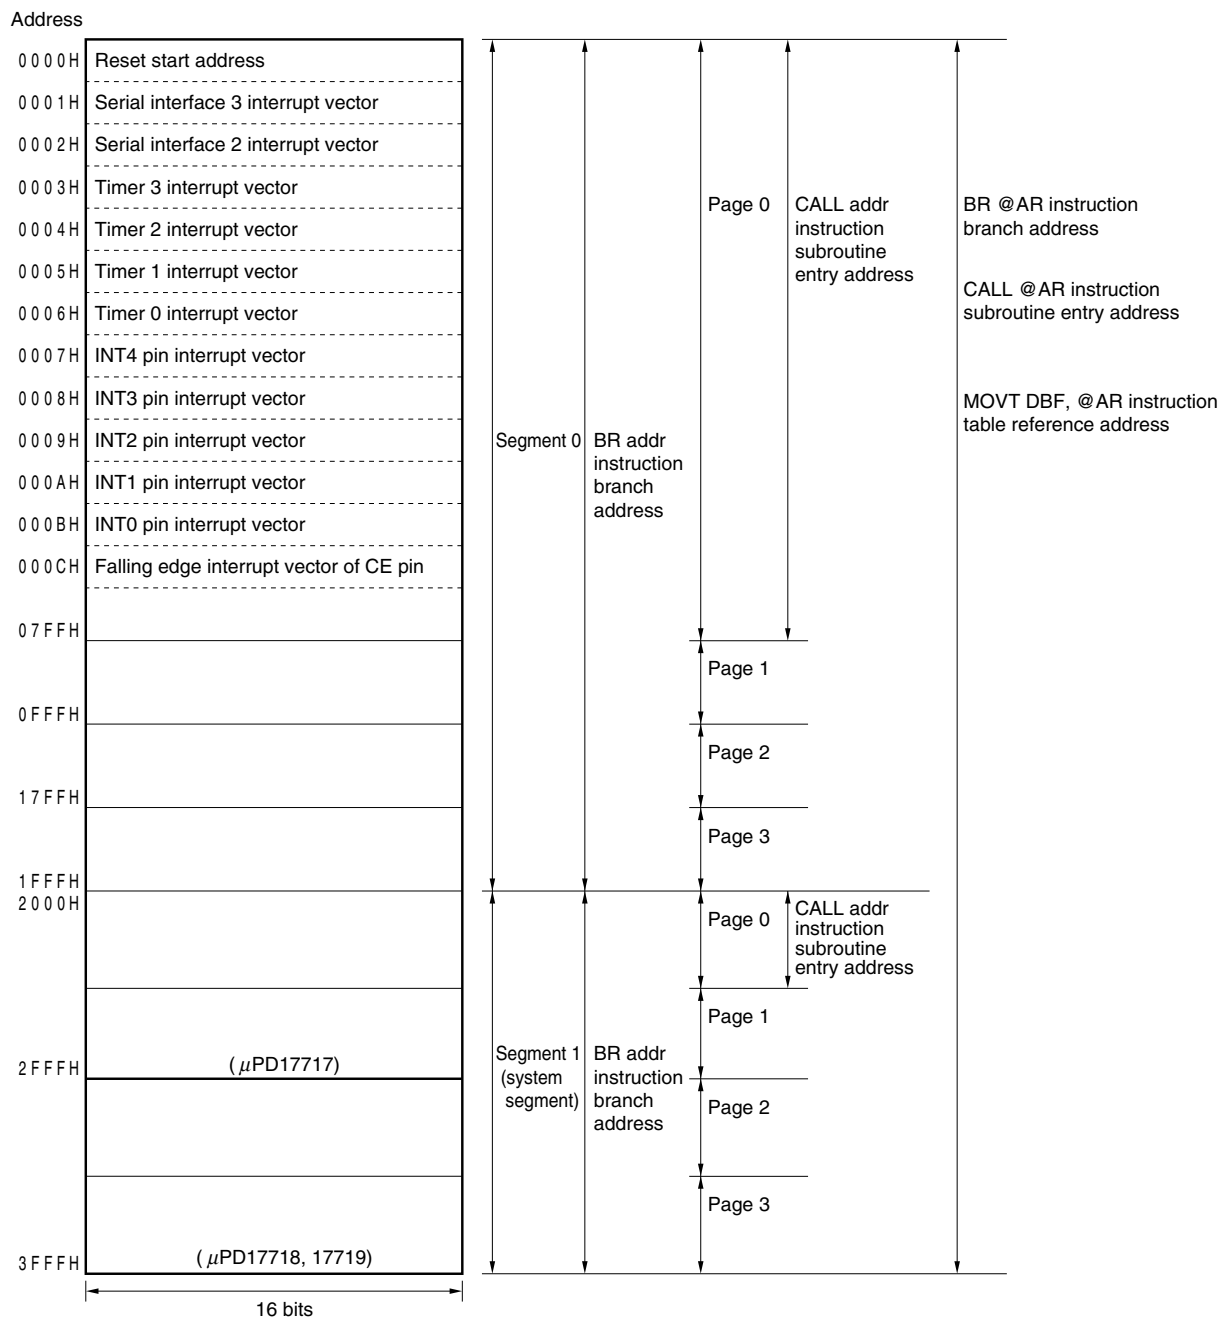 Address
0000H Reset start address
0001H Serial interface 3 interrupt vector
0002H Serial interface 2 interrupt vector
0003H Timer 3 interrupt vector
0004H Timer 2 interrupt vector
0005H Timer 1 interrupt vector
0006H Timer 0 interrupt vector
0007H INT4 pin interrupt vector
0008H INT3 pin interrupt vector
0009H INT2 pin interrupt vector
000AH INT1 pin interrupt vector
000BH INT0 pin interrupt vector
000CH Falling edge interrupt vector of CE pin
07FFH
0FFFH
17FFH
1FFFH
2000H
2FFFH (μPD17717)
3FFFH (μPD17718, 17719)
16 bits
Segment 0
BR addr
instruction
branch
address
Page 0
CALL addr
instruction
subroutine
entry address
Page 1
Page 2
Page 3
Segment 1
(system
segment)
BR addr
instruction
branch
address
Page 0
CALL addr
instruction
subroutine
entry address
Page 1
Page 2
Page 3
BR @AR instruction
branch address
CALL @AR instruction
subroutine entry address
MOVT DBF, @AR instruction
table reference address